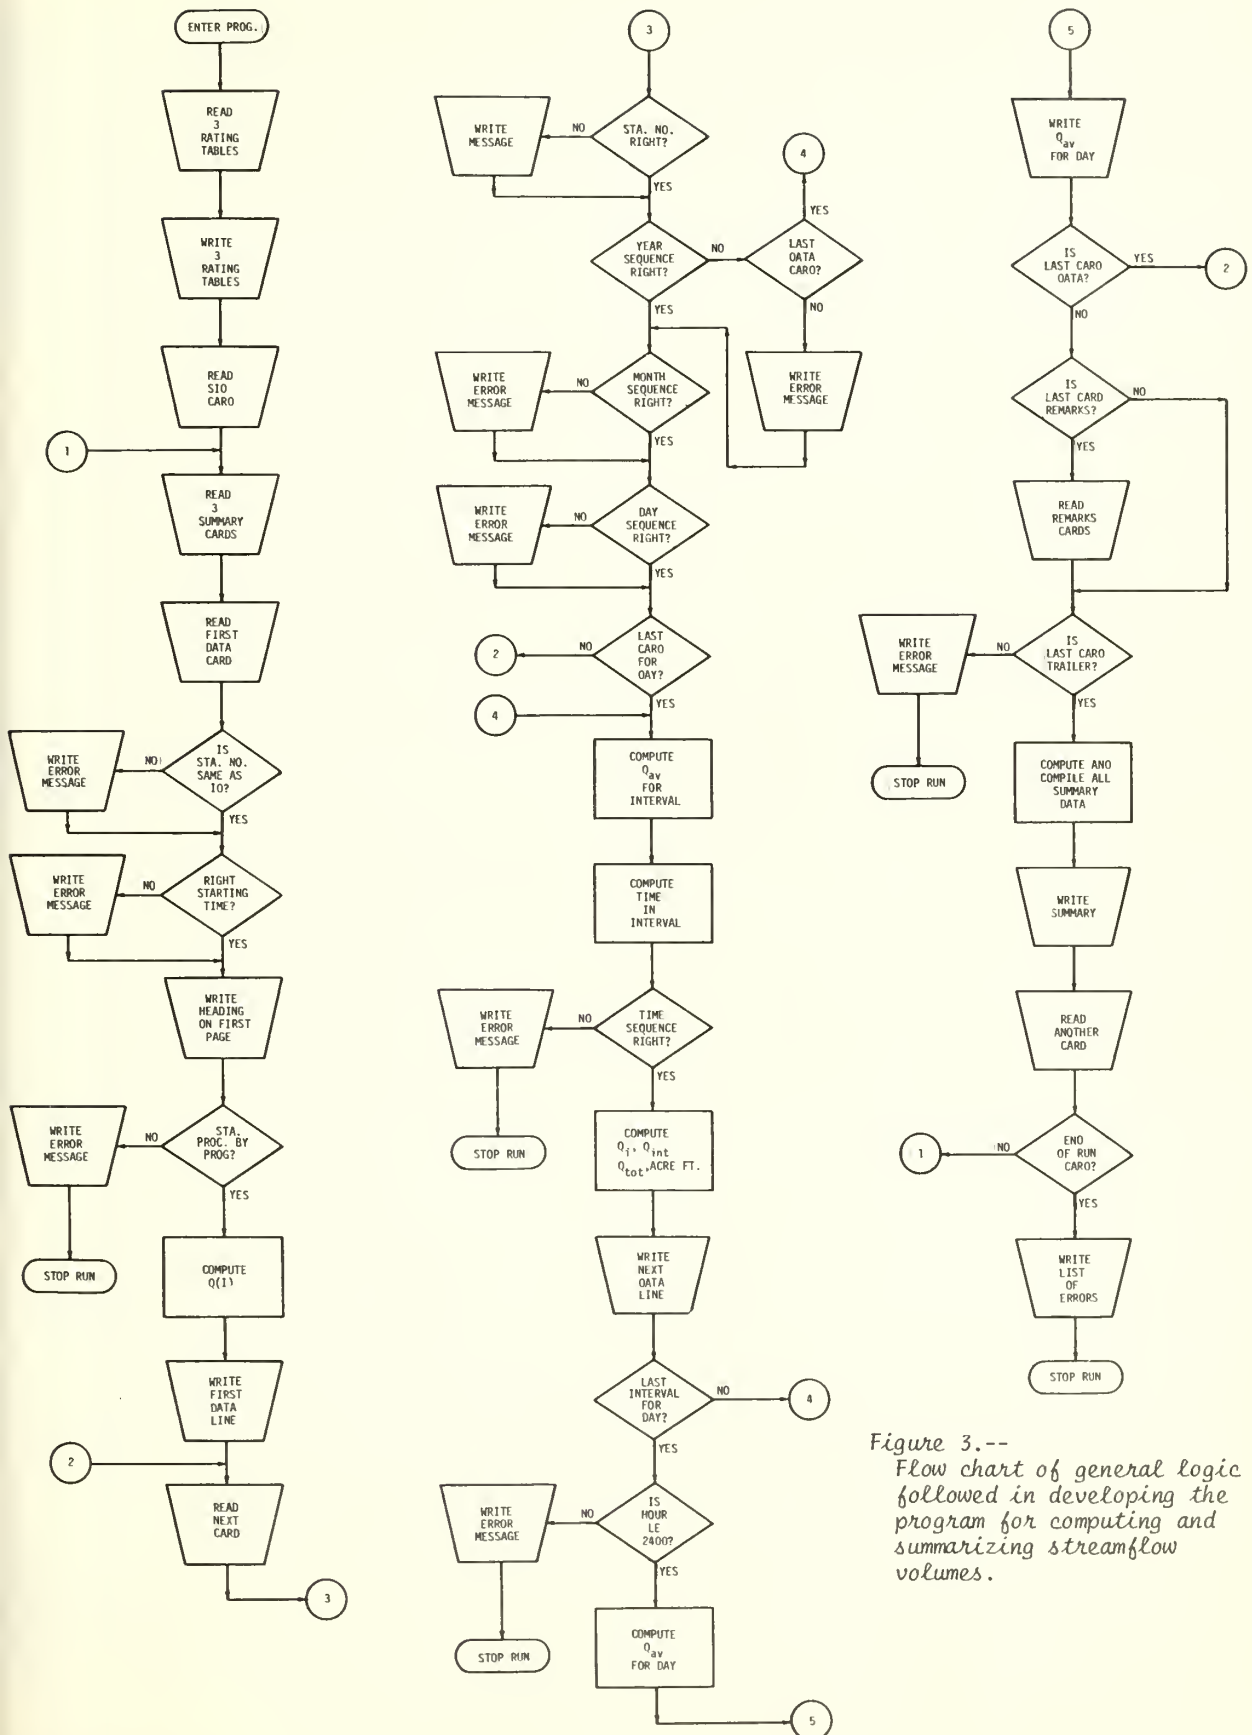 ENTER PROG.
READ
3
RATING
TABLES
WRITE
3
RATING
TABLES
READ
SIO
CARO
1
READ
3
SUMMARY
CARDS
READ
FIRST
DATA
CARD
IS
STA. NO.
SAME AS
IO?
NO
WRITE
ERROR
MESSAGE
YES
RIGHT
STARTING
TIME?
NO
WRITE
ERROR
MESSAGE
YES
WRITE
HEADING
ON FIRST
PAGE
STA.
PROC. BY
PROG?
NO
WRITE
ERROR
MESSAGE
STOP RUN
YES
COMPUTE
Q(I)
WRITE
FIRST
DATA
LINE
2
READ
NEXT
CARD
3
3
STA. NO.
RIGHT?
NO
WRITE
MESSAGE
YES
YEAR
SEQUENCE
RIGHT?
NO
LAST
OATA
CARO?
YES
4
NO
WRITE
ERROR
MESSAGE
YES
MONTH
SEQUENCE
RIGHT?
NO
WRITE
ERROR
MESSAGE
YES
DAY
SEQUENCE
RIGHT?
NO
WRITE
ERROR
MESSAGE
YES
LAST
CARO
FOR
OAY?
NO
2
YES
4
COMPUTE
Qav
FOR
INTERVAL
COMPUTE
TIME
IN
INTERVAL
TIME
SEQUENCE
RIGHT?
NO
WRITE
ERROR
MESSAGE
STOP RUN
YES
COMPUTE
Qi, Qint
Qtot, ACRE FT.
WRITE
NEXT
OATA
LINE
LAST
INTERVAL
FOR
DAY?
NO
4
YES
IS
HOUR
LE
2400?
NO
WRITE
ERROR
MESSAGE
STOP RUN
YES
COMPUTE
Qav
FOR DAY
5
5
WRITE
Qav
FOR DAY
IS
LAST CARO
OATA?
YES
2
NO
IS
LAST CARD
REMARKS?
NO
YES
READ
REMARKS
CARDS
IS
LAST CARO
TRAILER?
NO
WRITE
ERROR
MESSAGE
STOP RUN
YES
COMPUTE ANO
COMPILE ALL
SUMMARY
DATA
WRITE
SUMMARY
READ
ANOTHER
CARD
ENO
OF RUN
CARO?
NO
1
YES
WRITE
LIST
OF
ERRORS
STOP RUN
Figure 3.--
Flow chart of general logic
followed in developing the
program for computing and
summarizing streamflow
volumes.